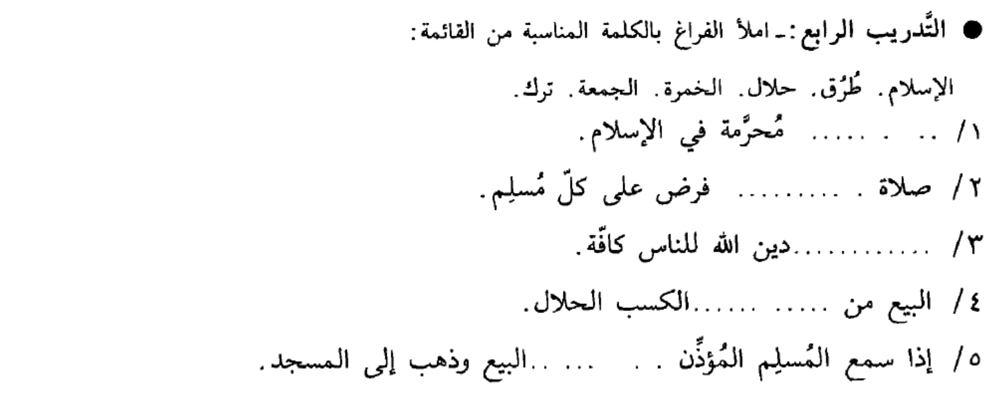 ● التَّدريب الرابع: ـ املأ الفراغ بالكلمة المناسبة من القائمة:
الإسلام. طُرُق. حلال. الخمرة. الجمعة. ترك.
١/ .. . ..... مُحرَّمة في الإسلام.
٢/ صلاة . ......... فرض على كلّ مُسلِم.
٣/ ............دين الله للناس كافّة.
٤/ البيع من ..... ......الكسب الحلال.
٥/ إذا سمع المُسلِم المُؤذِّن . . ... ..البيع وذهب إلى المسجد.